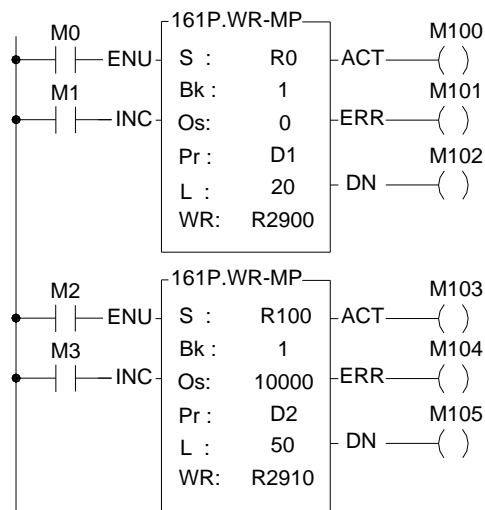 161P.WR-MP
M0 ENU S : R0 ACT M100
Bk : 1
M1 INC Os: 0 ERR M101
Pr : D1
L : 20 DN M102
WR: R2900
161P.WR-MP
M2 ENU S : R100 ACT M103
Bk : 1
M3 INC Os: 10000 ERR M104
Pr : D2
L : 50 DN M105
WR: R2910